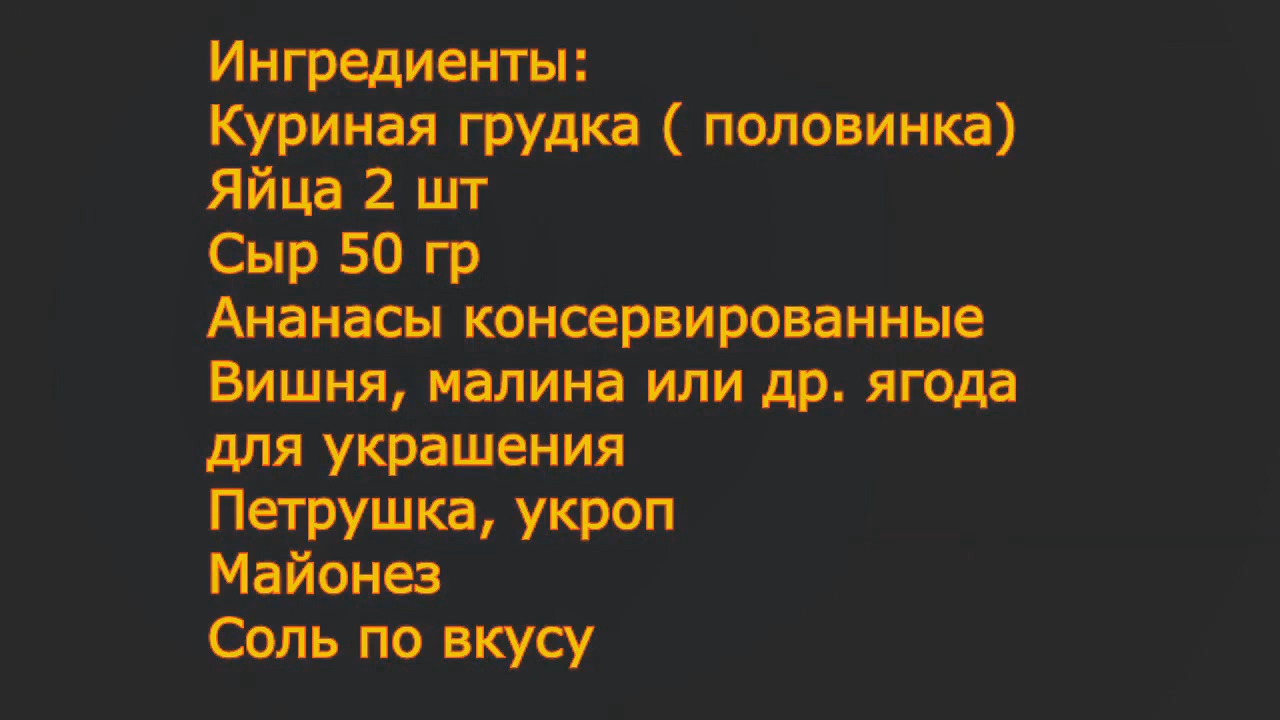 Ингредиенты:
Куриная грудка ( половинка)
Яйца 2 шт
Сыр 50 гр
Ананасы консервированные
Вишня, малина или др. ягода
для украшения
Петрушка, укроп
Майонез
Соль по вкусу